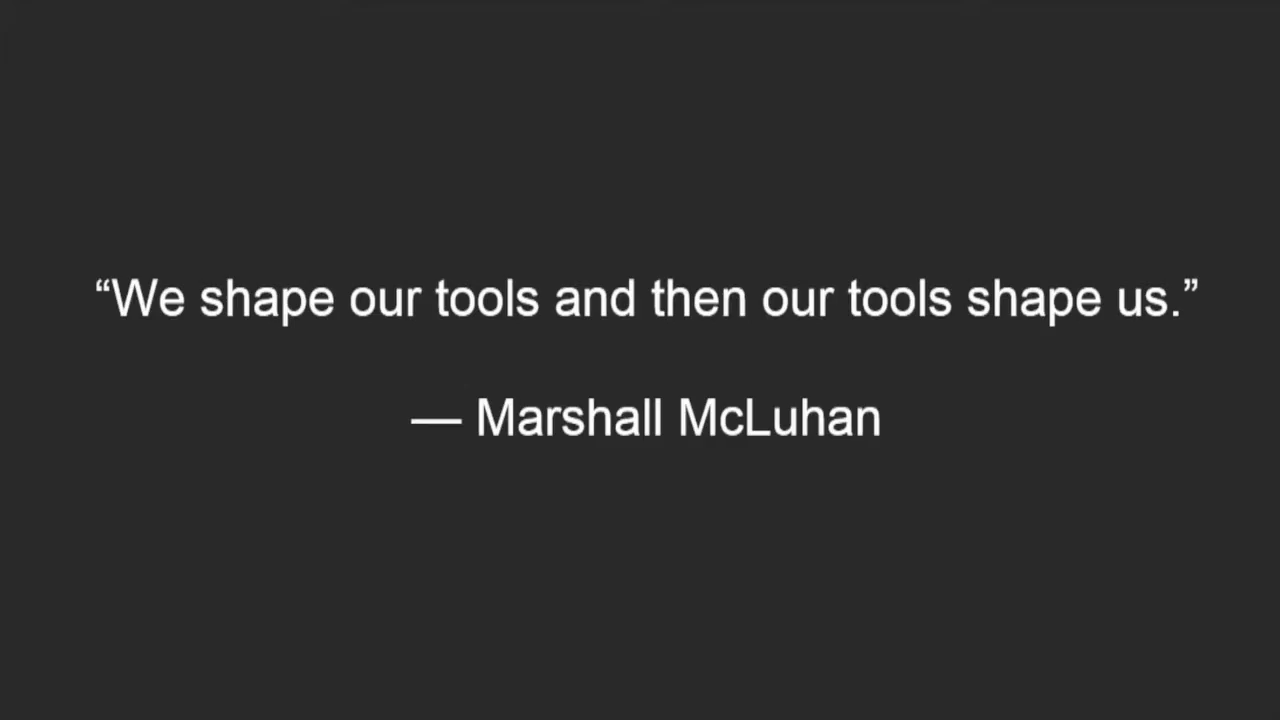 “We shape our tools and then our tools shape us.”
— Marshall McLuhan